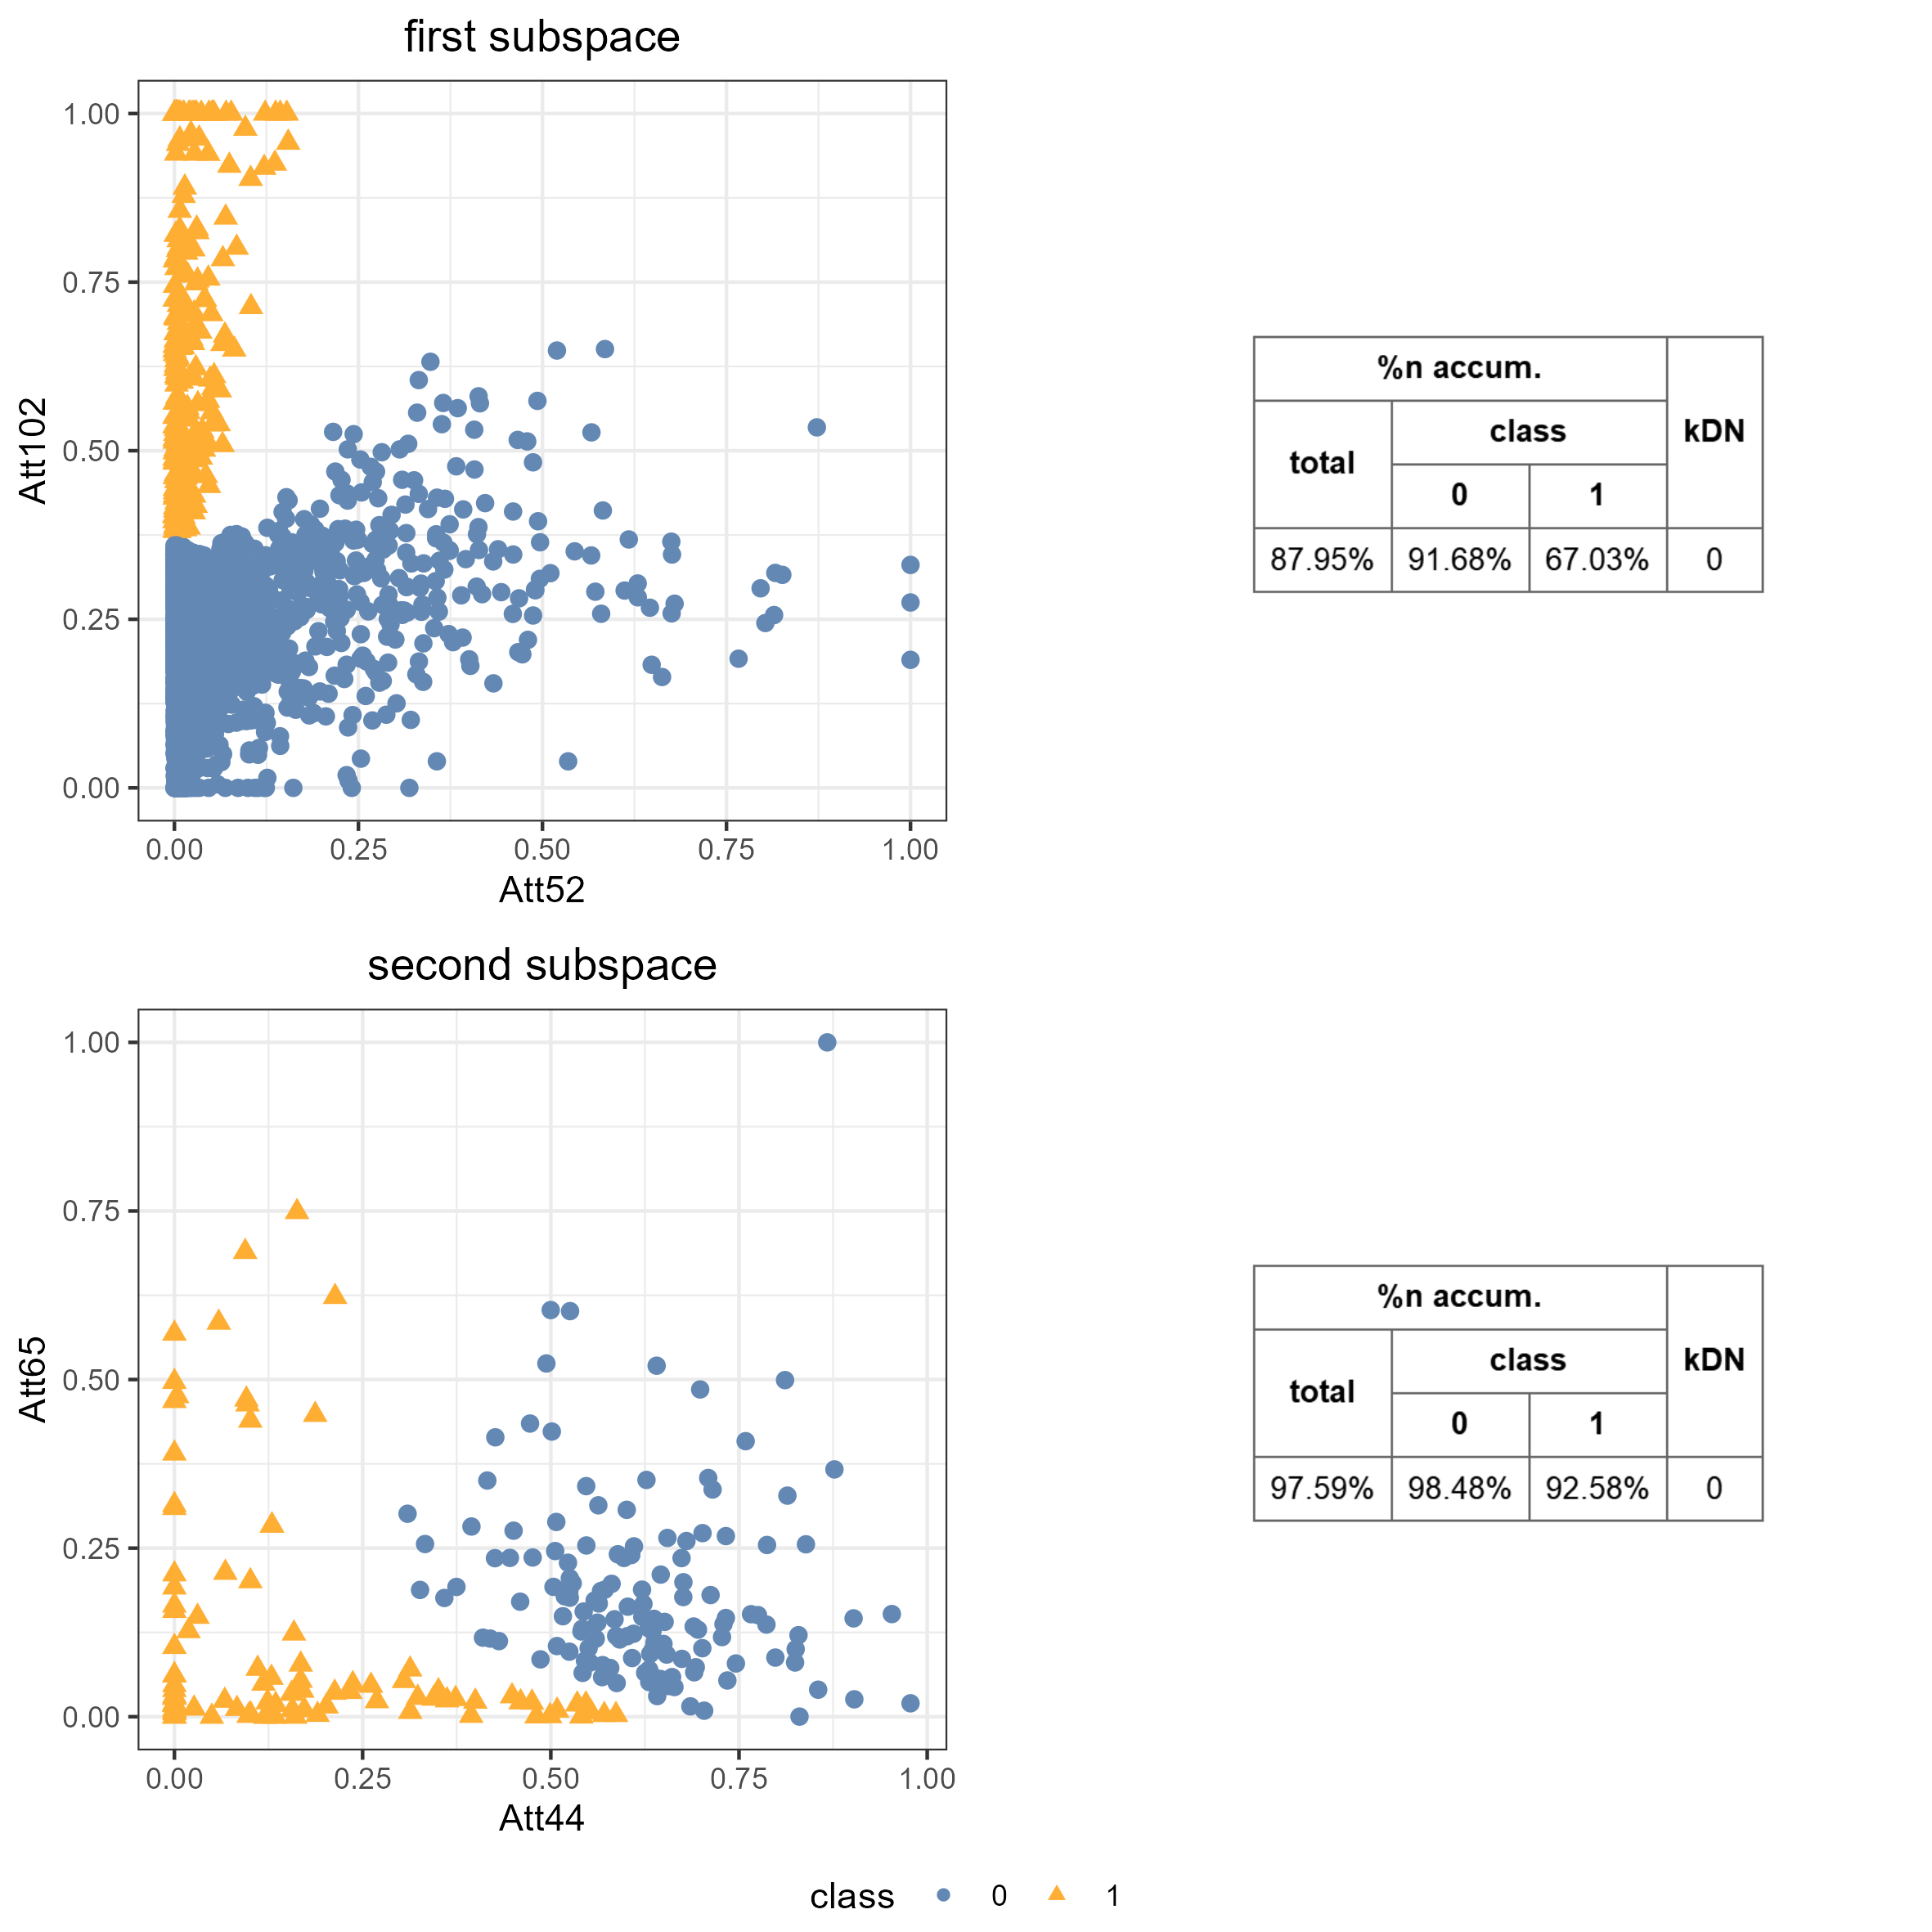 first subspace
1.00
0.75
0.50
0.25
0.00
Att102
0.00 0.25 0.50 0.75 1.00
Att52
%n accum.
kDN
total
class
0 1
87.95% 91.68% 67.03% 0
second subspace
1.00
0.75
0.50
0.25
0.00
Att65
0.00 0.25 0.50 0.75 1.00
Att44
%n accum.
kDN
total
class
0 1
97.59% 98.48% 92.58% 0
class 0 1